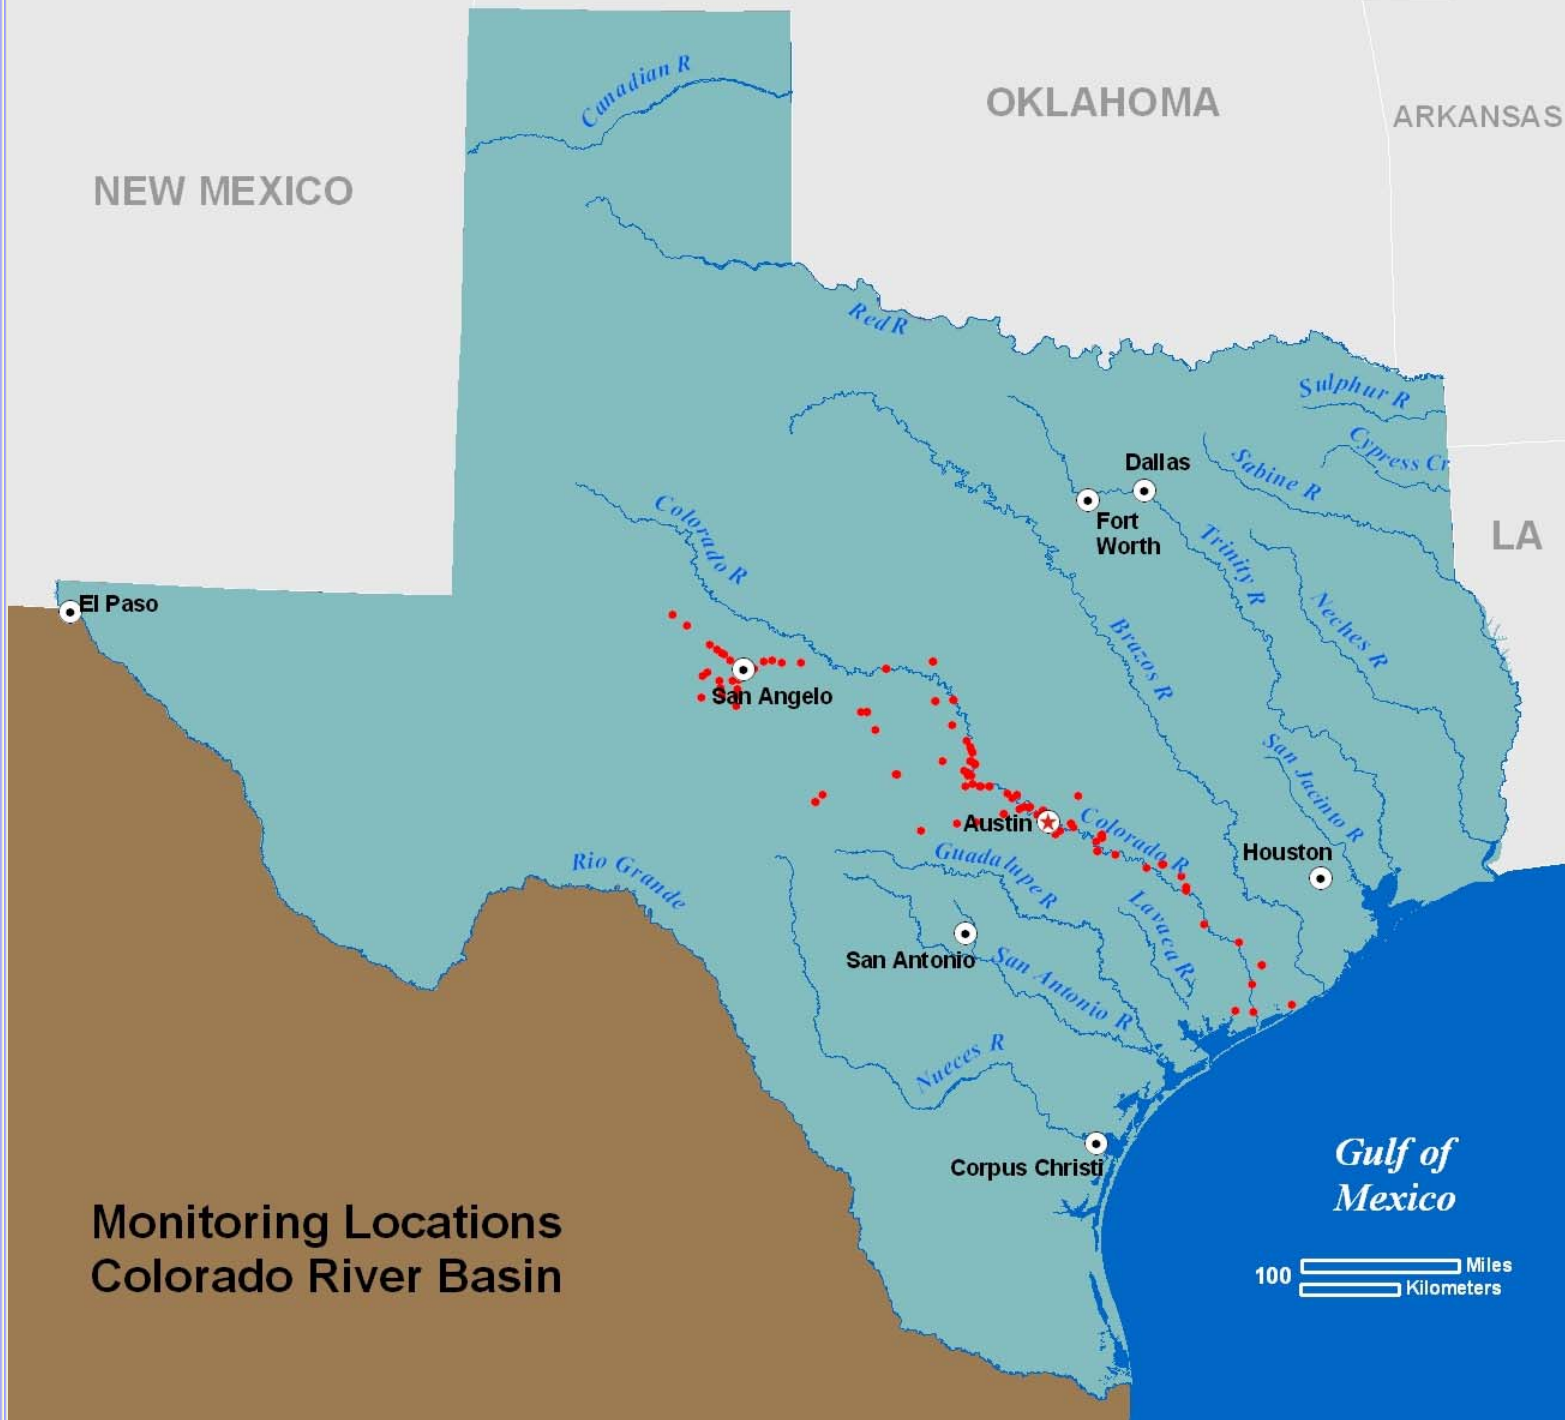 Canadian R
OKLAHOMA
ARKANSAS
NEW MEXICO
Red R
Sulphur R
Cypress Cr
Sabine R
Dallas
Fort
Worth
LA
Colorado R
Trinity R
El Paso
Neches R
Brazos R
San Angelo
San Jacinto R
Austin
Colorado R
Houston
Guadalupe R
Rio Grande
Lavaca R
San Antonio
San Antonio R
Nueces R
Corpus Christi
Gulf of
Mexico
Monitoring Locations
Colorado River Basin
100
Miles
Kilometers